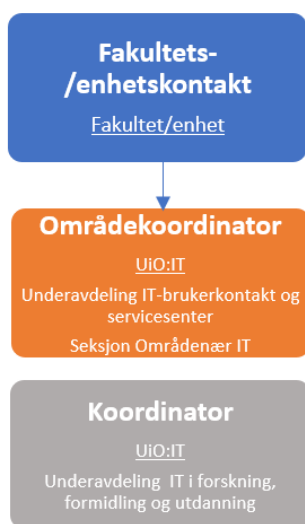 Fakultets-
/enhetskontakt
Fakultet/enhet
Områdekoordinator
UiO:IT
Underavdeling IT-brukerkontakt og
servicesenter
Seksjon Områdenær IT
Koordinator
UiO:IT
Underavdeling IT i forskning,
formidling og utdanning